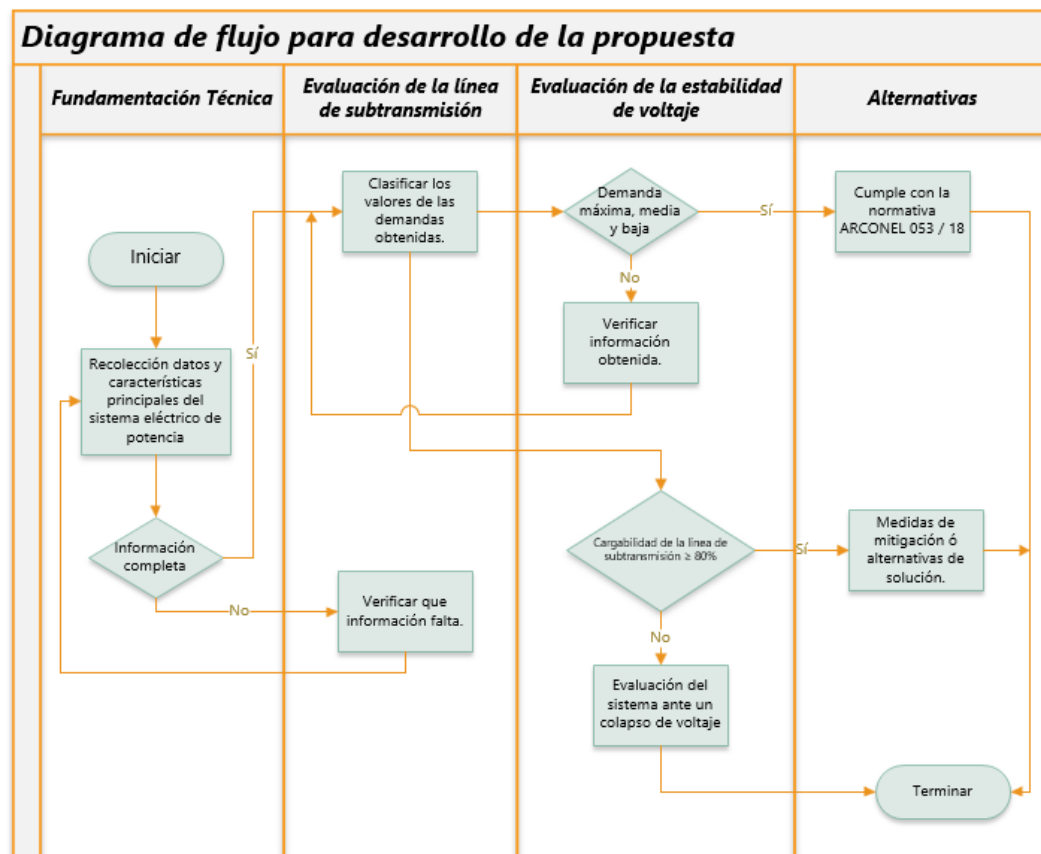 Diagrama de flujo para desarrollo de la propuesta
Fundamentación Técnica
Evaluación de la línea
de subtransmisión
Evaluación de la estabilidad
de voltaje
Alternativas
Iniciar
Recolección datos y
características
principales del
sistema eléctrico de
potencia
Información
completa
Sí
No
Clasificar los
valores de las
demandas
obtenidas.
Verificar que
información falta.
Demanda
máxima, media
y baja
Sí
No
Verificar
información
obtenida.
Cargabilidad de la línea de
subtransmisión ≥ 80%
Sí
No
Evaluación del
sistema ante un
colapso de voltaje
Cumple con la
normativa
ARCONEL 053 / 18
Medidas de
mitigación ó
alternativas de
solución.
Terminar